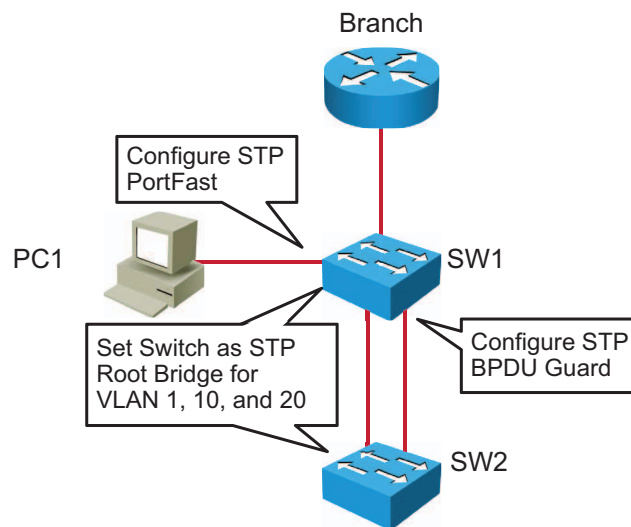 Branch
Configure STP
PortFast
PC1
SW1
Set Switch as STP
Root Bridge for
VLAN 1, 10, and 20
Configure STP
BPDU Guard
SW2